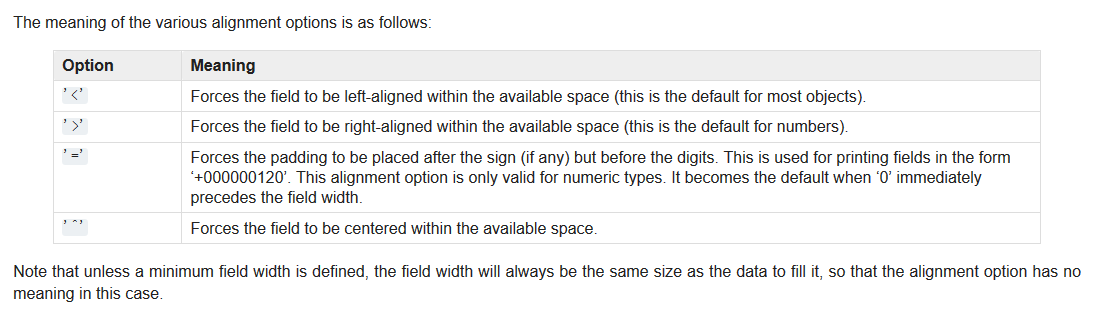 The meaning of the various alignment options is as follows:
Option Meaning
'<' Forces the field to be left-aligned within the available space (this is the default for most objects).
'>' Forces the field to be right-aligned within the available space (this is the default for numbers).
'=' Forces the padding to be placed after the sign (if any) but before the digits. This is used for printing fields in the form
‘+000000120’. This alignment option is only valid for numeric types. It becomes the default when ‘0’ immediately
precedes the field width.
'^' Forces the field to be centered within the available space.
Note that unless a minimum field width is defined, the field width will always be the same size as the data to fill it, so that the alignment option has no
meaning in this case.